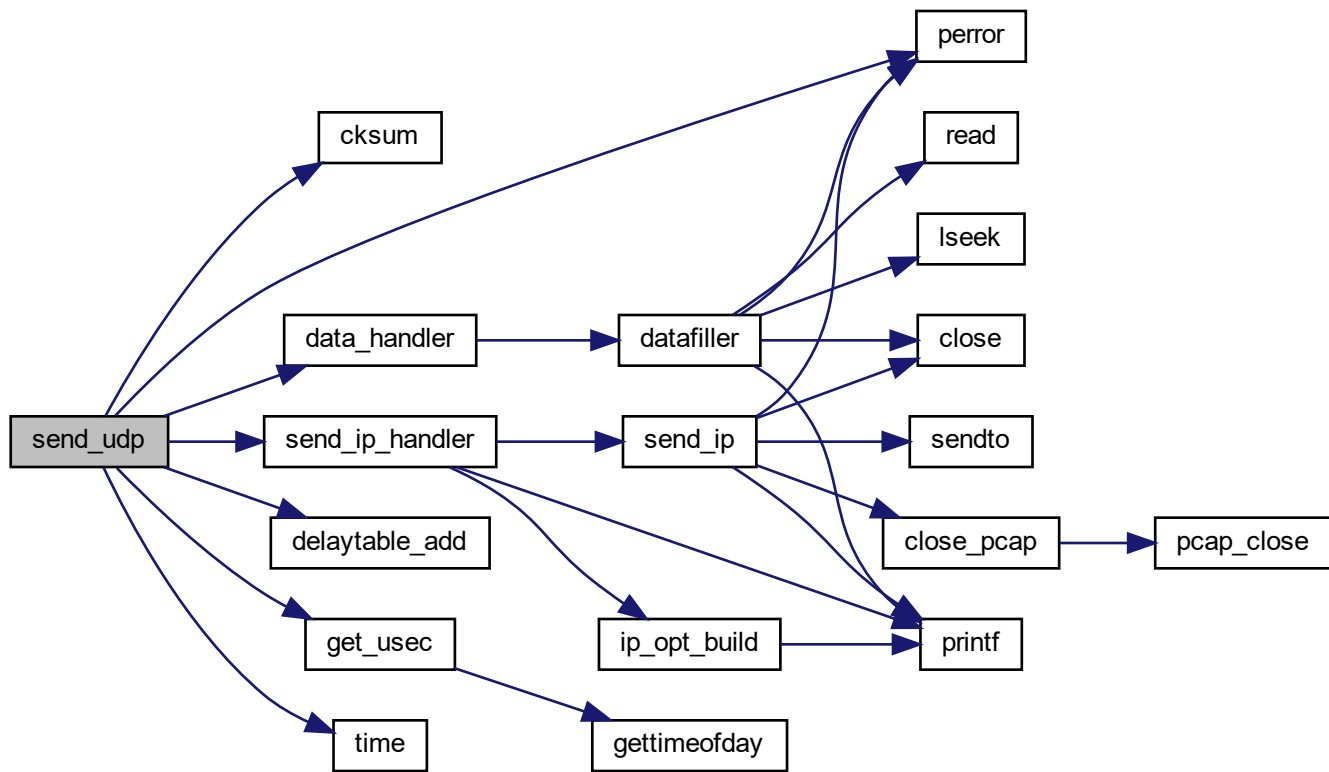 perror
cksum
read
lseek
data_handler
datafiller
close
send_udp
send_ip_handler
send_ip
sendto
delaytable_add
close_pcap
pcap_close
get_usec
ip_opt_build
printf
time
gettimeofday